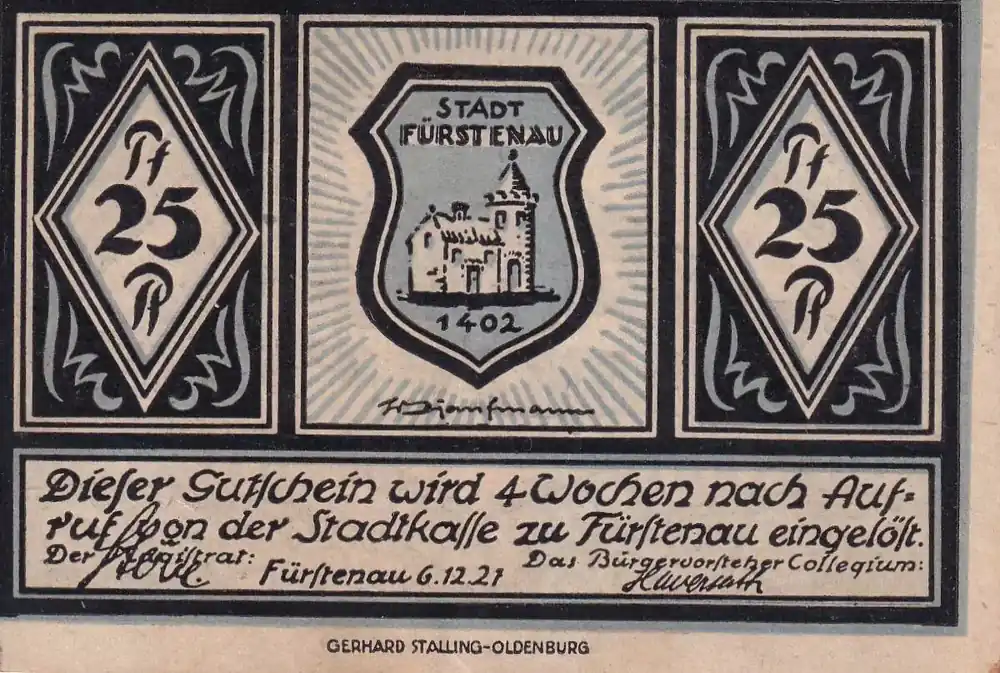 Pf
25
Pf
STADT
FÜRSTENAU
1402
Pf
25
Pf
Dieſer Gutſchein wird 4 Wochen nach Auf-
ruf von der Stadtkaſſe zu Fürſtenau eingelöſt.
Der Magiſtrat:
Fürſtenau 6.12.21
Das Bürgervorſteher Collegium:
GERHARD STALLING-OLDENBURG